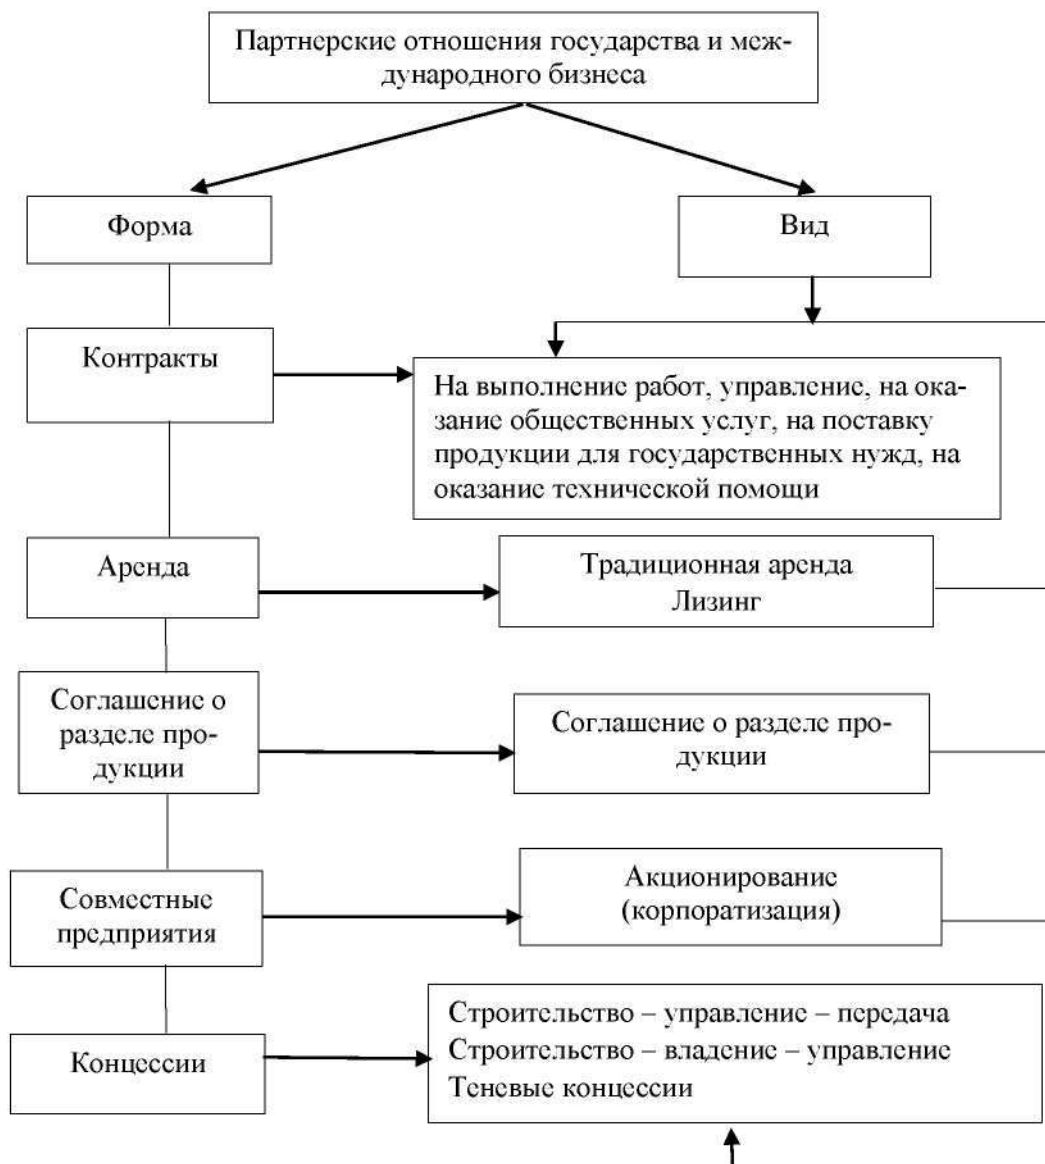 Партнерские отношения государства и меж-
дународного бизнеса
Форма
Вид
Контракты
На выполнение работ, управление, на ока-
зание общественных услуг, на поставку
продукции для государственных нужд, на
оказание технической помощи
Аренда
Традиционная аренда
Лизинг
Соглашение о
разделе про-
дукции
Соглашение о разделе про-
дукции
Совместные
предприятия
Акционирование
(корпоратизация)
Концессии
Строительство – управление – передача
Строительство – владение – управление
Теневые концессии